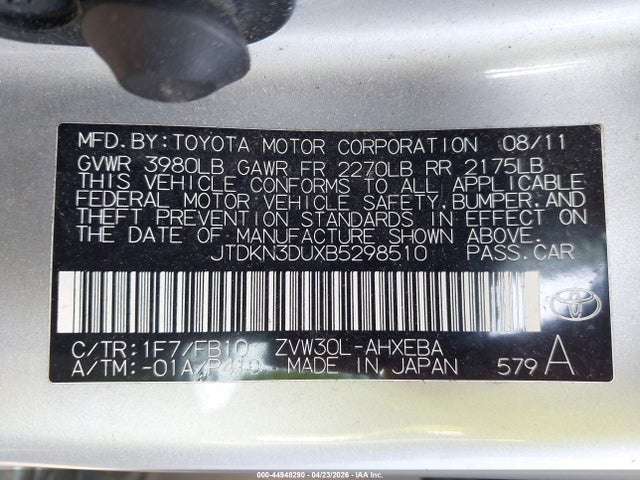 MFD.BY:TOYOTA MOTOR CORPORATION 08/11
GVWR 3980LB GAWR FR 2270LB RR 2175LB
THIS VEHICLE CONFORMS TO ALL APPLICABLE
FEDERAL MOTOR VEHICLE SAFETY,BUMPER,AND
THEFT PREVENTION STANDARDS IN EFFECT ON
THE DATE OF MANUFACTURE SHOWN ABOVE.
JTDKN3DUXB5298510 PASS.CAR
C/TR:1F7/FB10 ZVW30L-AHXEBA
A/TM:-01A/P410 MADE IN JAPAN 579 A
000-44948290 - 04/23/2026 - IAA Inc.